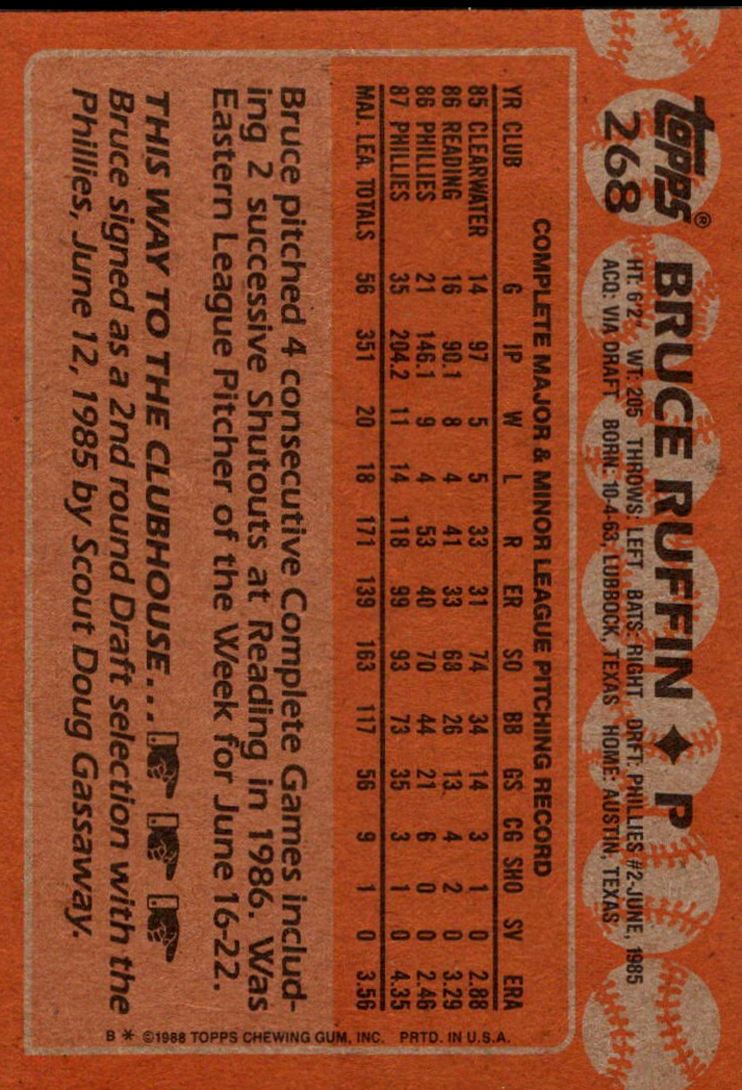 topps®
268
BRUCE RUFFIN ♦ P
HT: 6'2" WT: 205 THROWS: LEFT BATS: RIGHT DRFT: PHILLIES #2-JUNE, 1985
ACQ: VIA DRAFT BORN: 10-4-63, LUBBOCK, TEXAS HOME: AUSTIN, TEXAS
COMPLETE MAJOR & MINOR LEAGUE PITCHING RECORD
YR CLUB G IP W L R ER SO BB GS CG SHO SV ERA
85 CLEARWATER 14 97 5 5 33 31 74 34 14 3 1 0 2.88
86 READING 16 90.1 8 4 41 33 68 26 13 4 2 0 3.29
86 PHILLIES 21 146.1 9 4 53 40 70 44 21 6 0 0 2.46
87 PHILLIES 35 204.2 11 14 118 99 93 73 35 3 1 0 4.35
MAJ. LEA. TOTALS 56 351 20 18 171 139 163 117 56 9 1 0 3.56
Bruce pitched 4 consecutive Complete Games includ-
ing 2 successive Shutouts at Reading in 1986. Was
Eastern League Pitcher of the Week for June 16-22.
THIS WAY TO THE CLUBHOUSE...
Bruce signed as a 2nd round Draft selection with the
Phillies, June 12, 1985 by Scout Doug Gassaway.
B * ©1988 TOPPS CHEWING GUM, INC. PRTD. IN U.S.A.